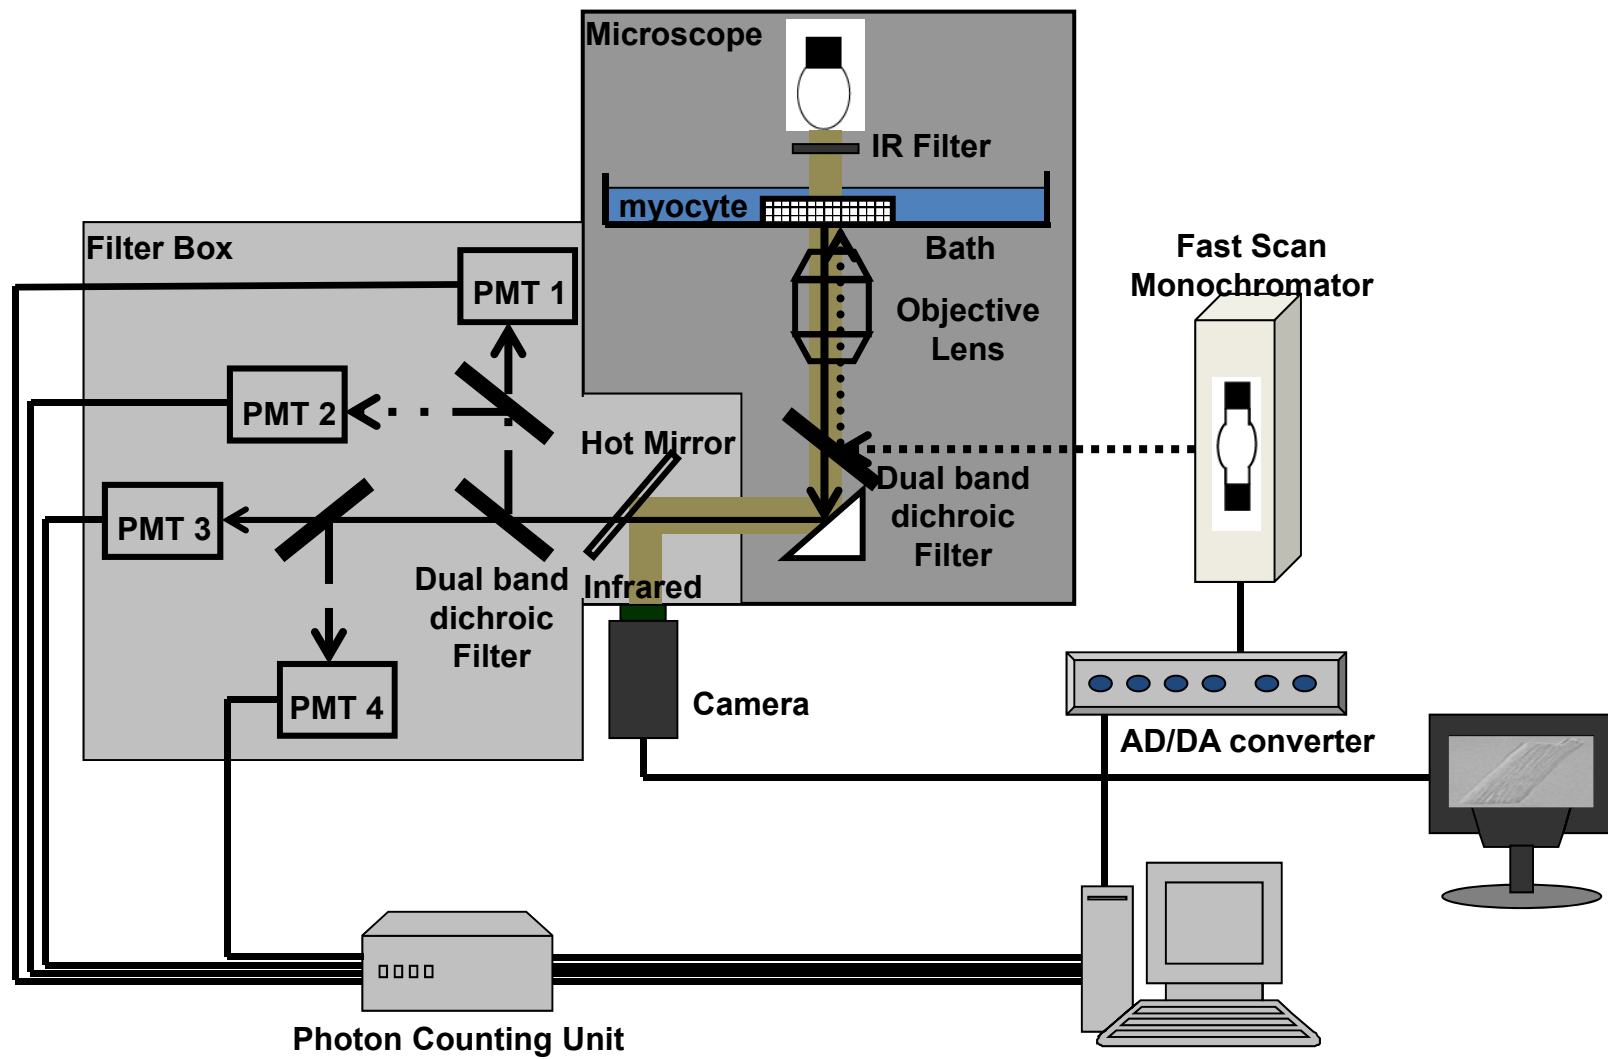 Microscope
IR Filter
myocyte
Filter Box
Bath
Fast Scan
Monochromator
PMT 1
Objective
Lens
PMT 2
Hot Mirror
Dual band
dichroic
Filter
PMT 3
Dual band
dichroic
Filter
Infrared
PMT 4
Camera
AD/DA converter
Photon Counting Unit